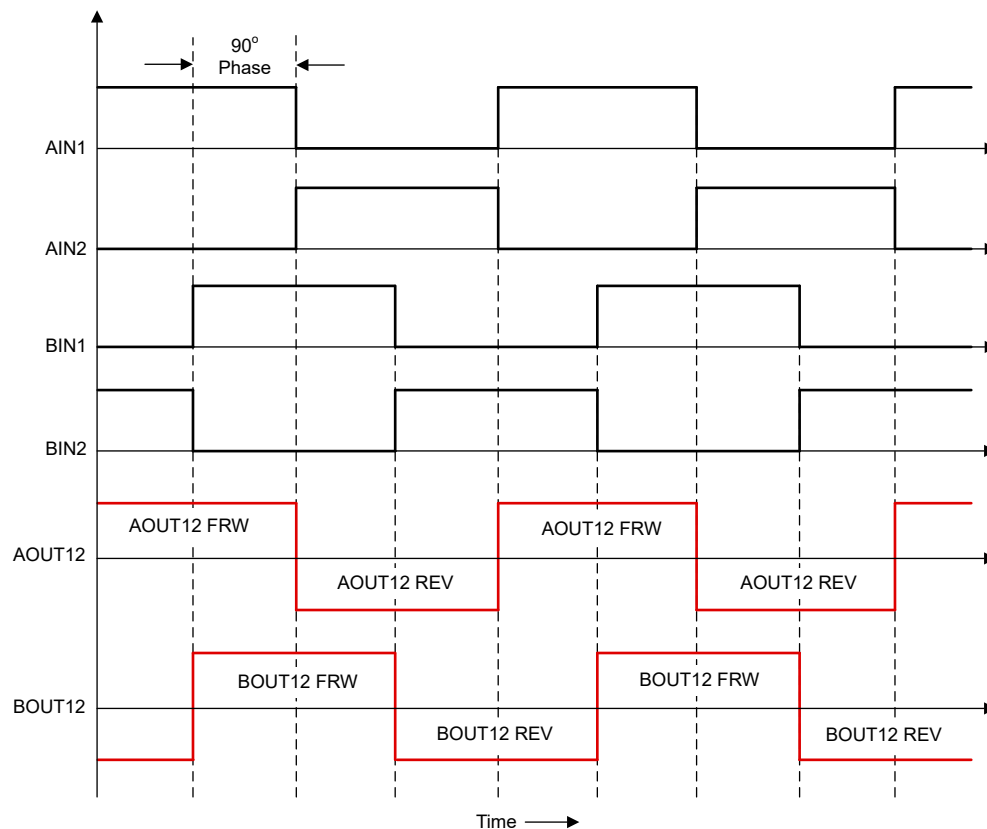 90°
Phase
AIN1
AIN2
BIN1
BIN2
AOUT12 FRW
AOUT12 FRW
AOUT12
AOUT12 REV
AOUT12 REV
BOUT12 FRW
BOUT12 FRW
BOUT12
BOUT12 REV
BOUT12 REV
Time